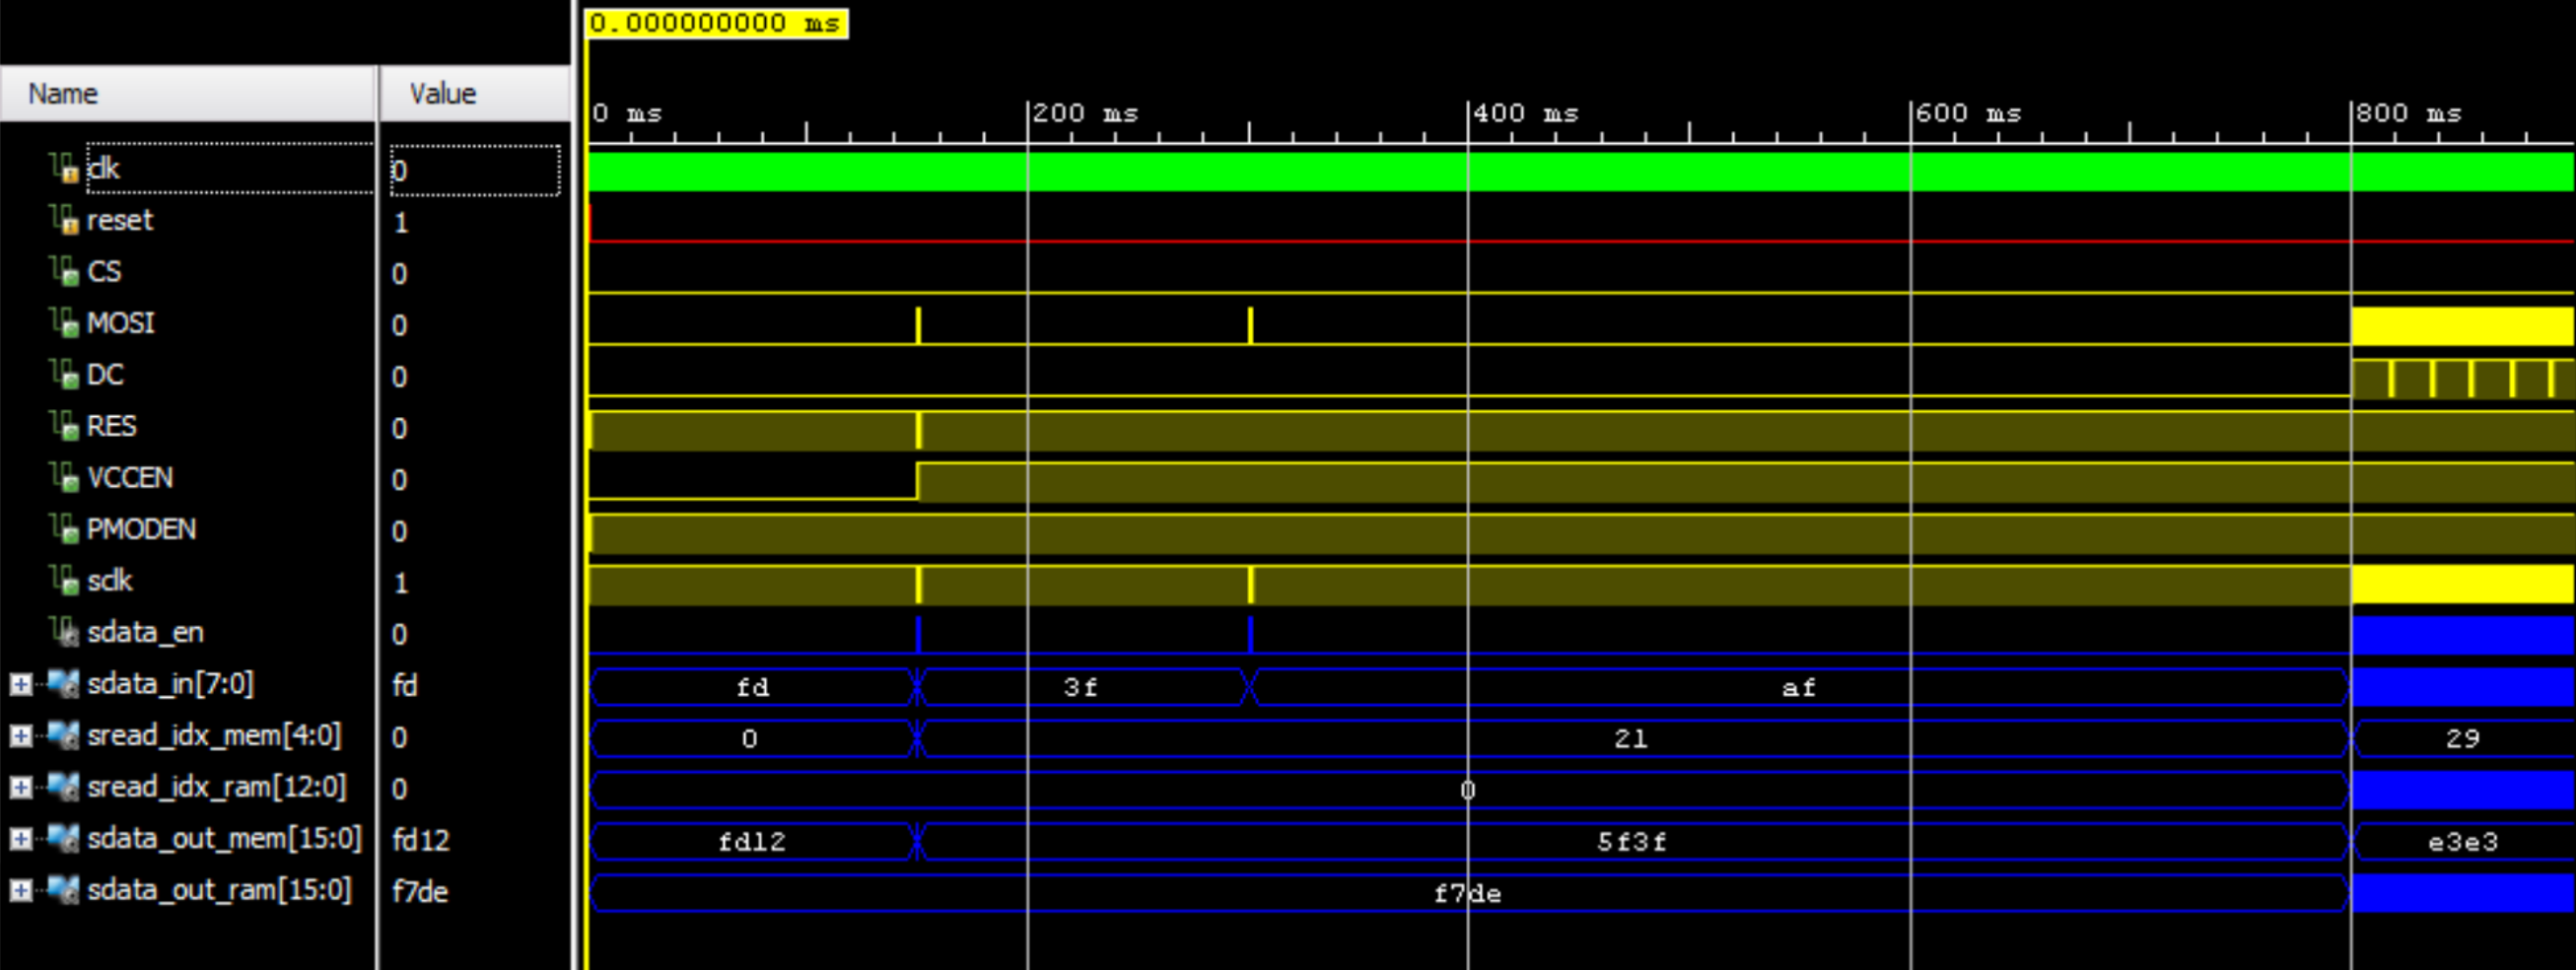 0.000000000 ms
Name Value
0 ms 200 ms 400 ms 600 ms 800 ms
clk 0
reset 1
CS 0
MOSI 0
DC 0
RES 0
VCCEN 0
PMODEN 0
sclk 1
sdata_en 0
sdata_in[7:0] fd fd 3f af
sread_idx_mem[4:0] 0 0 21 29
sread_idx_ram[12:0] 0 0
sdata_out_mem[15:0] fd12 fd12 5f3f e3e3
sdata_out_ram[15:0] f7de f7de